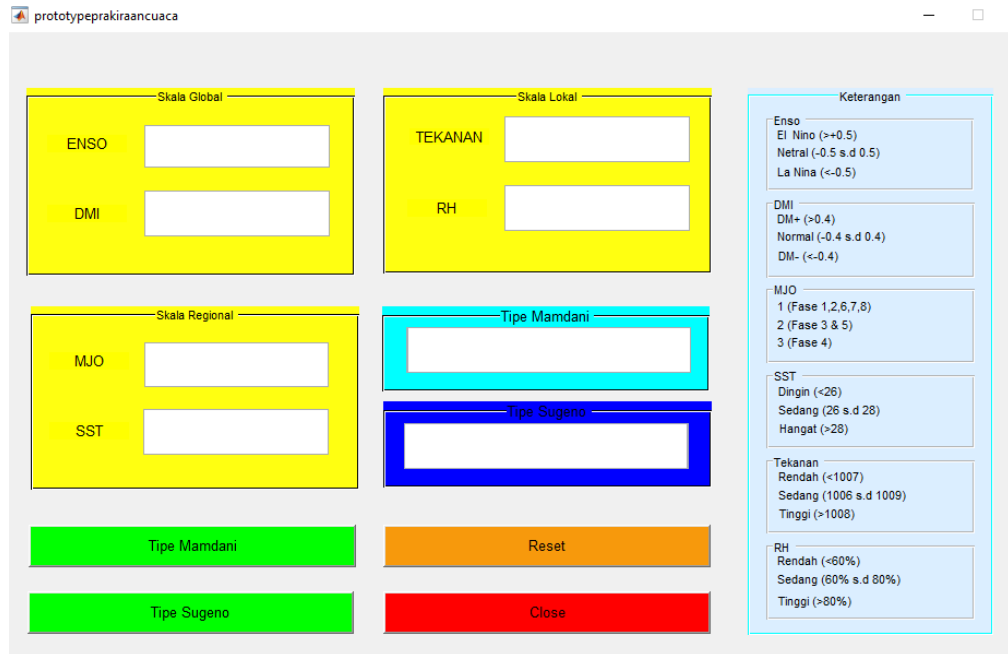 prototypeprakiraancuaca
Skala Global
ENSO
DMI
Skala Lokal
TEKANAN
RH
Skala Regional
MJO
SST
Tipe Mamdani
Tipe Sugeno
Tipe Mamdani
Reset
Tipe Sugeno
Close
Keterangan
Enso
El Nino (>+0.5)
Netral (-0.5 s.d 0.5)
La Nina (<-0.5)
DMI
DM+ (>0.4)
Normal (-0.4 s.d 0.4)
DM- (<-0.4)
MJO
1 (Fase 1,2,6,7,8)
2 (Fase 3 & 5)
3 (Fase 4)
SST
Dingin (<26)
Sedang (26 s.d 28)
Hangat (>28)
Tekanan
Rendah (<1007)
Sedang (1006 s.d 1009)
Tinggi (>1008)
RH
Rendah (<60%)
Sedang (60% s.d 80%)
Tinggi (>80%)